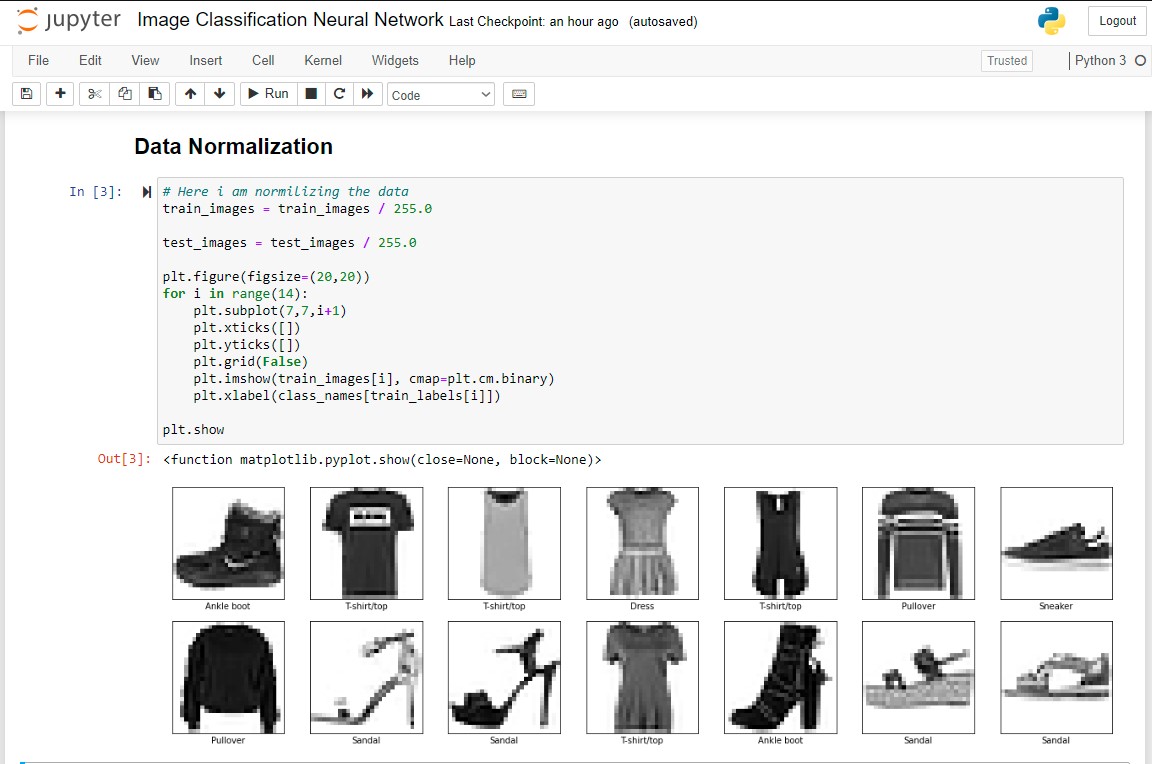 jupyter Image Classification Neural Network Last Checkpoint: an hour ago (autosaved) Logout
File Edit View Insert Cell Kernel Widgets Help Trusted Python 3
Run Code
Data Normalization
In [3]: # Here i am normilizing the data
train_images = train_images / 255.0
test_images = test_images / 255.0
plt.figure(figsize=(20,20))
for i in range(14):
    plt.subplot(7,7,i+1)
    plt.xticks([])
    plt.yticks([])
    plt.grid(False)
    plt.imshow(train_images[i], cmap=plt.cm.binary)
    plt.xlabel(class_names[train_labels[i]])
plt.show
Out[3]: <function matplotlib.pyplot.show(close=None, block=None)>
Ankle boot T-shirt/top T-shirt/top Dress T-shirt/top Pullover Sneaker
Pullover Sandal Sandal T-shirt/top Ankle boot Sandal Sandal